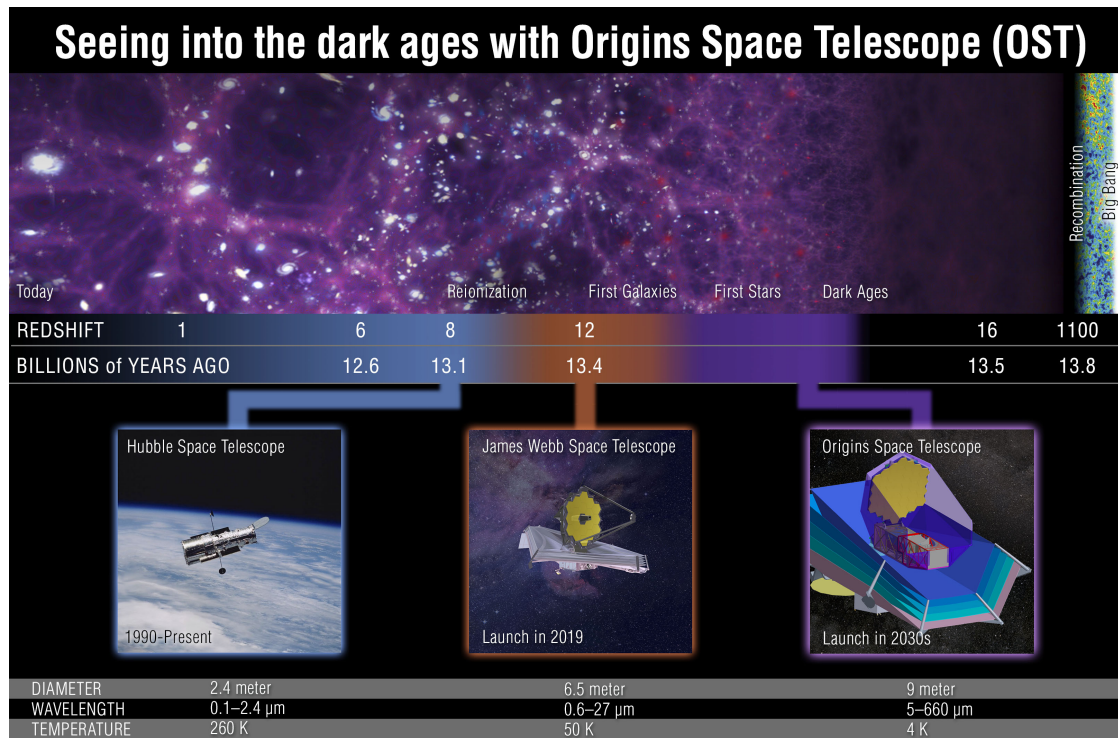 Seeing into the dark ages with Origins Space Telescope (OST)
Recombination
Big Bang
Today
Reionization
First Galaxies
First Stars
Dark Ages
REDSHIFT 1 6 8 12 16 1100
BILLIONS of YEARS AGO 12.6 13.1 13.4 13.5 13.8
Hubble Space Telescope
1990-Present
James Webb Space Telescope
Launch in 2019
Origins Space Telescope
Launch in 2030s
DIAMETER 2.4 meter 6.5 meter 9 meter
WAVELENGTH 0.1–2.4 µm 0.6–27 µm 5–660 µm
TEMPERATURE 260 K 50 K 4 K